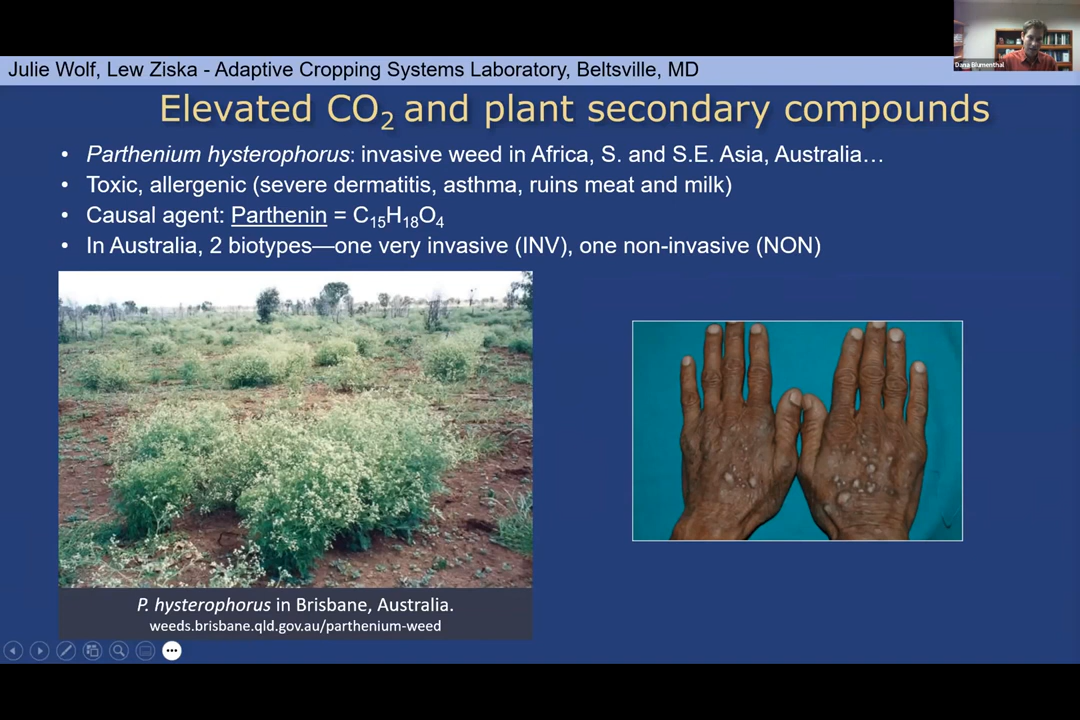 Dana Blumenthal
Julie Wolf, Lew Ziska - Adaptive Cropping Systems Laboratory, Beltsville, MD
Elevated CO₂ and plant secondary compounds
• Parthenium hysterophorus: invasive weed in Africa, S. and S.E. Asia, Australia…
• Toxic, allergenic (severe dermatitis, asthma, ruins meat and milk)
• Causal agent: Parthenin = C₁₅H₁₈O₄
• In Australia, 2 biotypes—one very invasive (INV), one non-invasive (NON)
P. hysterophorus in Brisbane, Australia.
weeds.brisbane.qld.gov.au/parthenium-weed